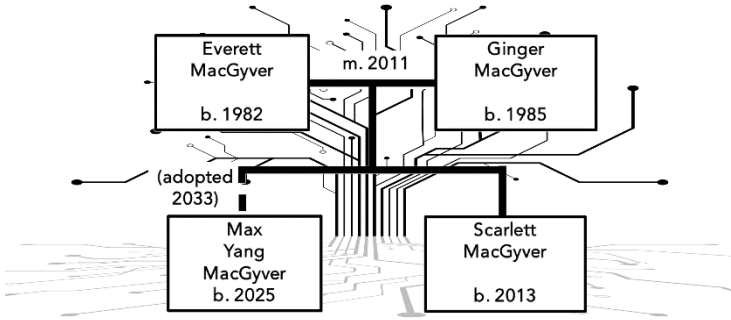 Everett
MacGyver
b. 1982
m. 2011
Ginger
MacGyver
b. 1985
(adopted
2033)
Max
Yang
MacGyver
b. 2025
Scarlett
MacGyver
b. 2013